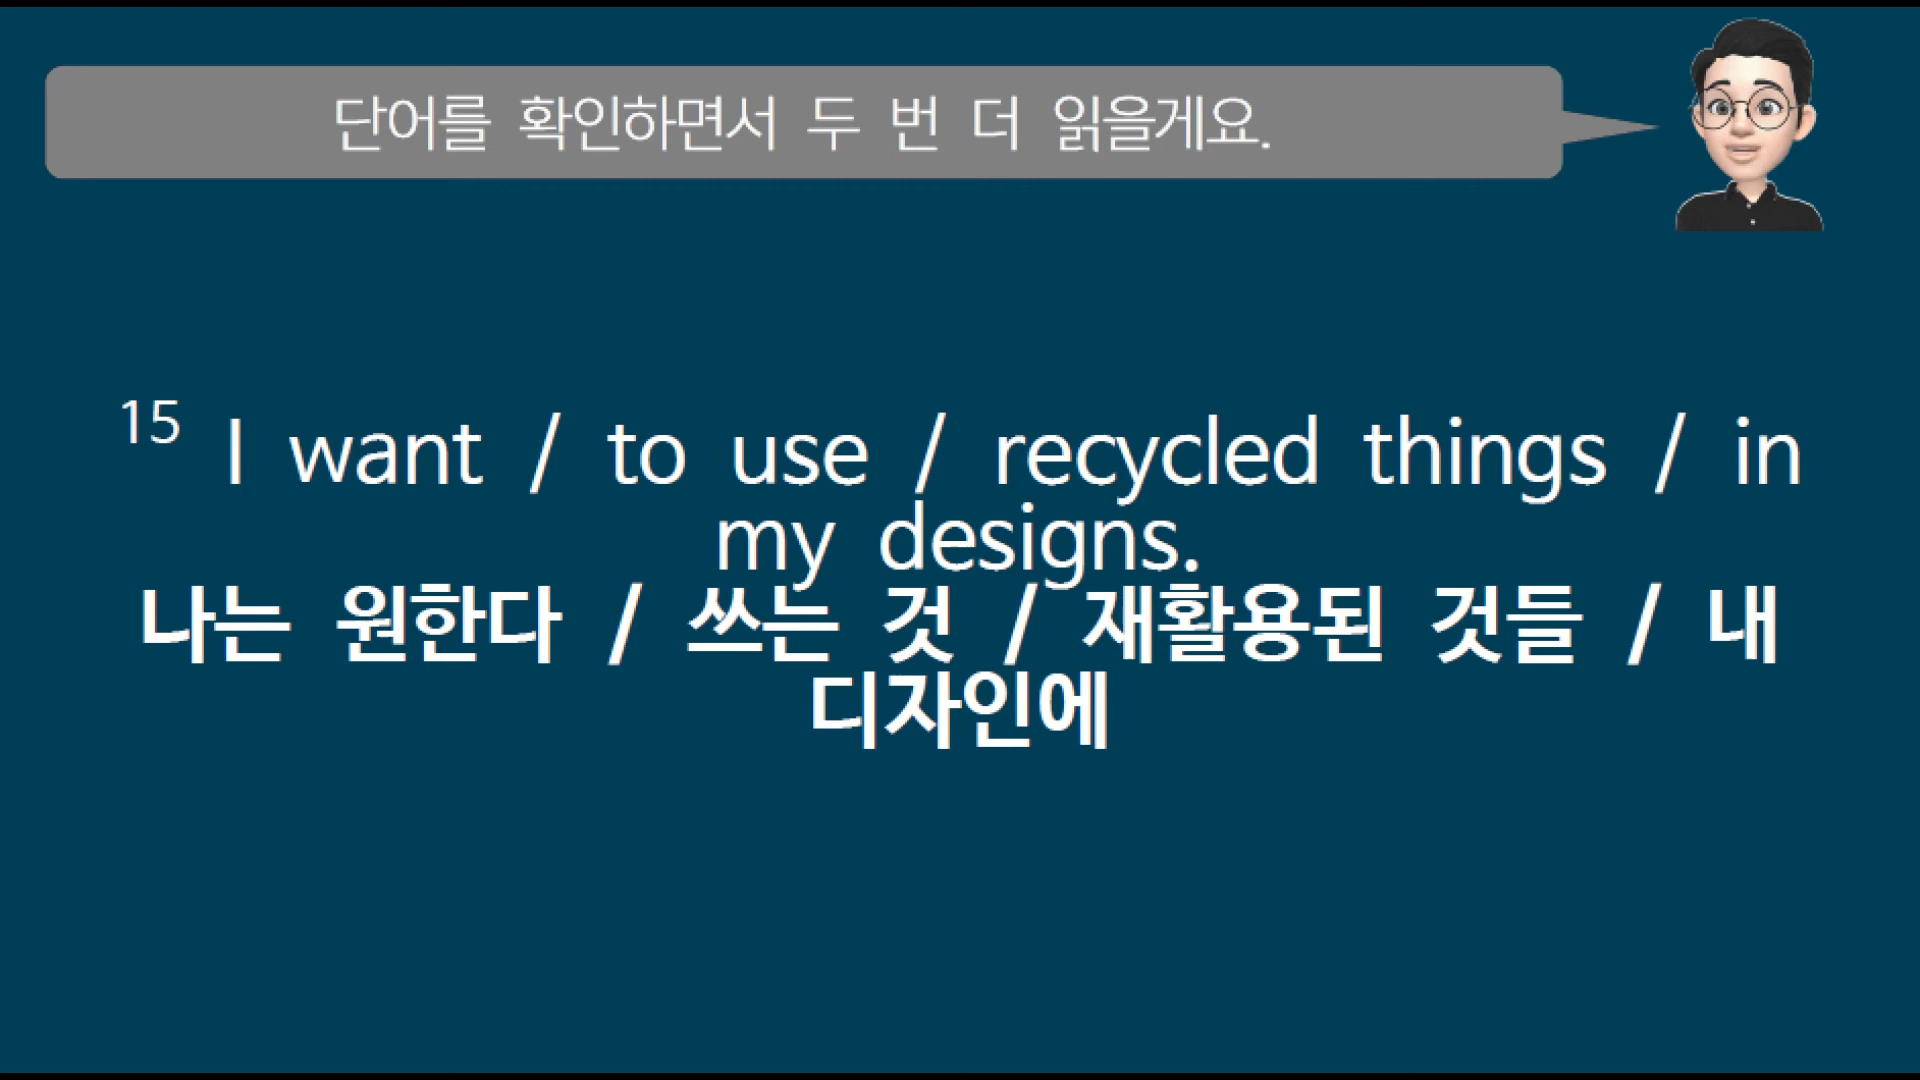 단어를 확인하면서 두 번 더 읽을게요.
15 I want / to use / recycled things / in
my designs.
나는 원한다 / 쓰는 것 / 재활용된 것들 / 내
디자인에